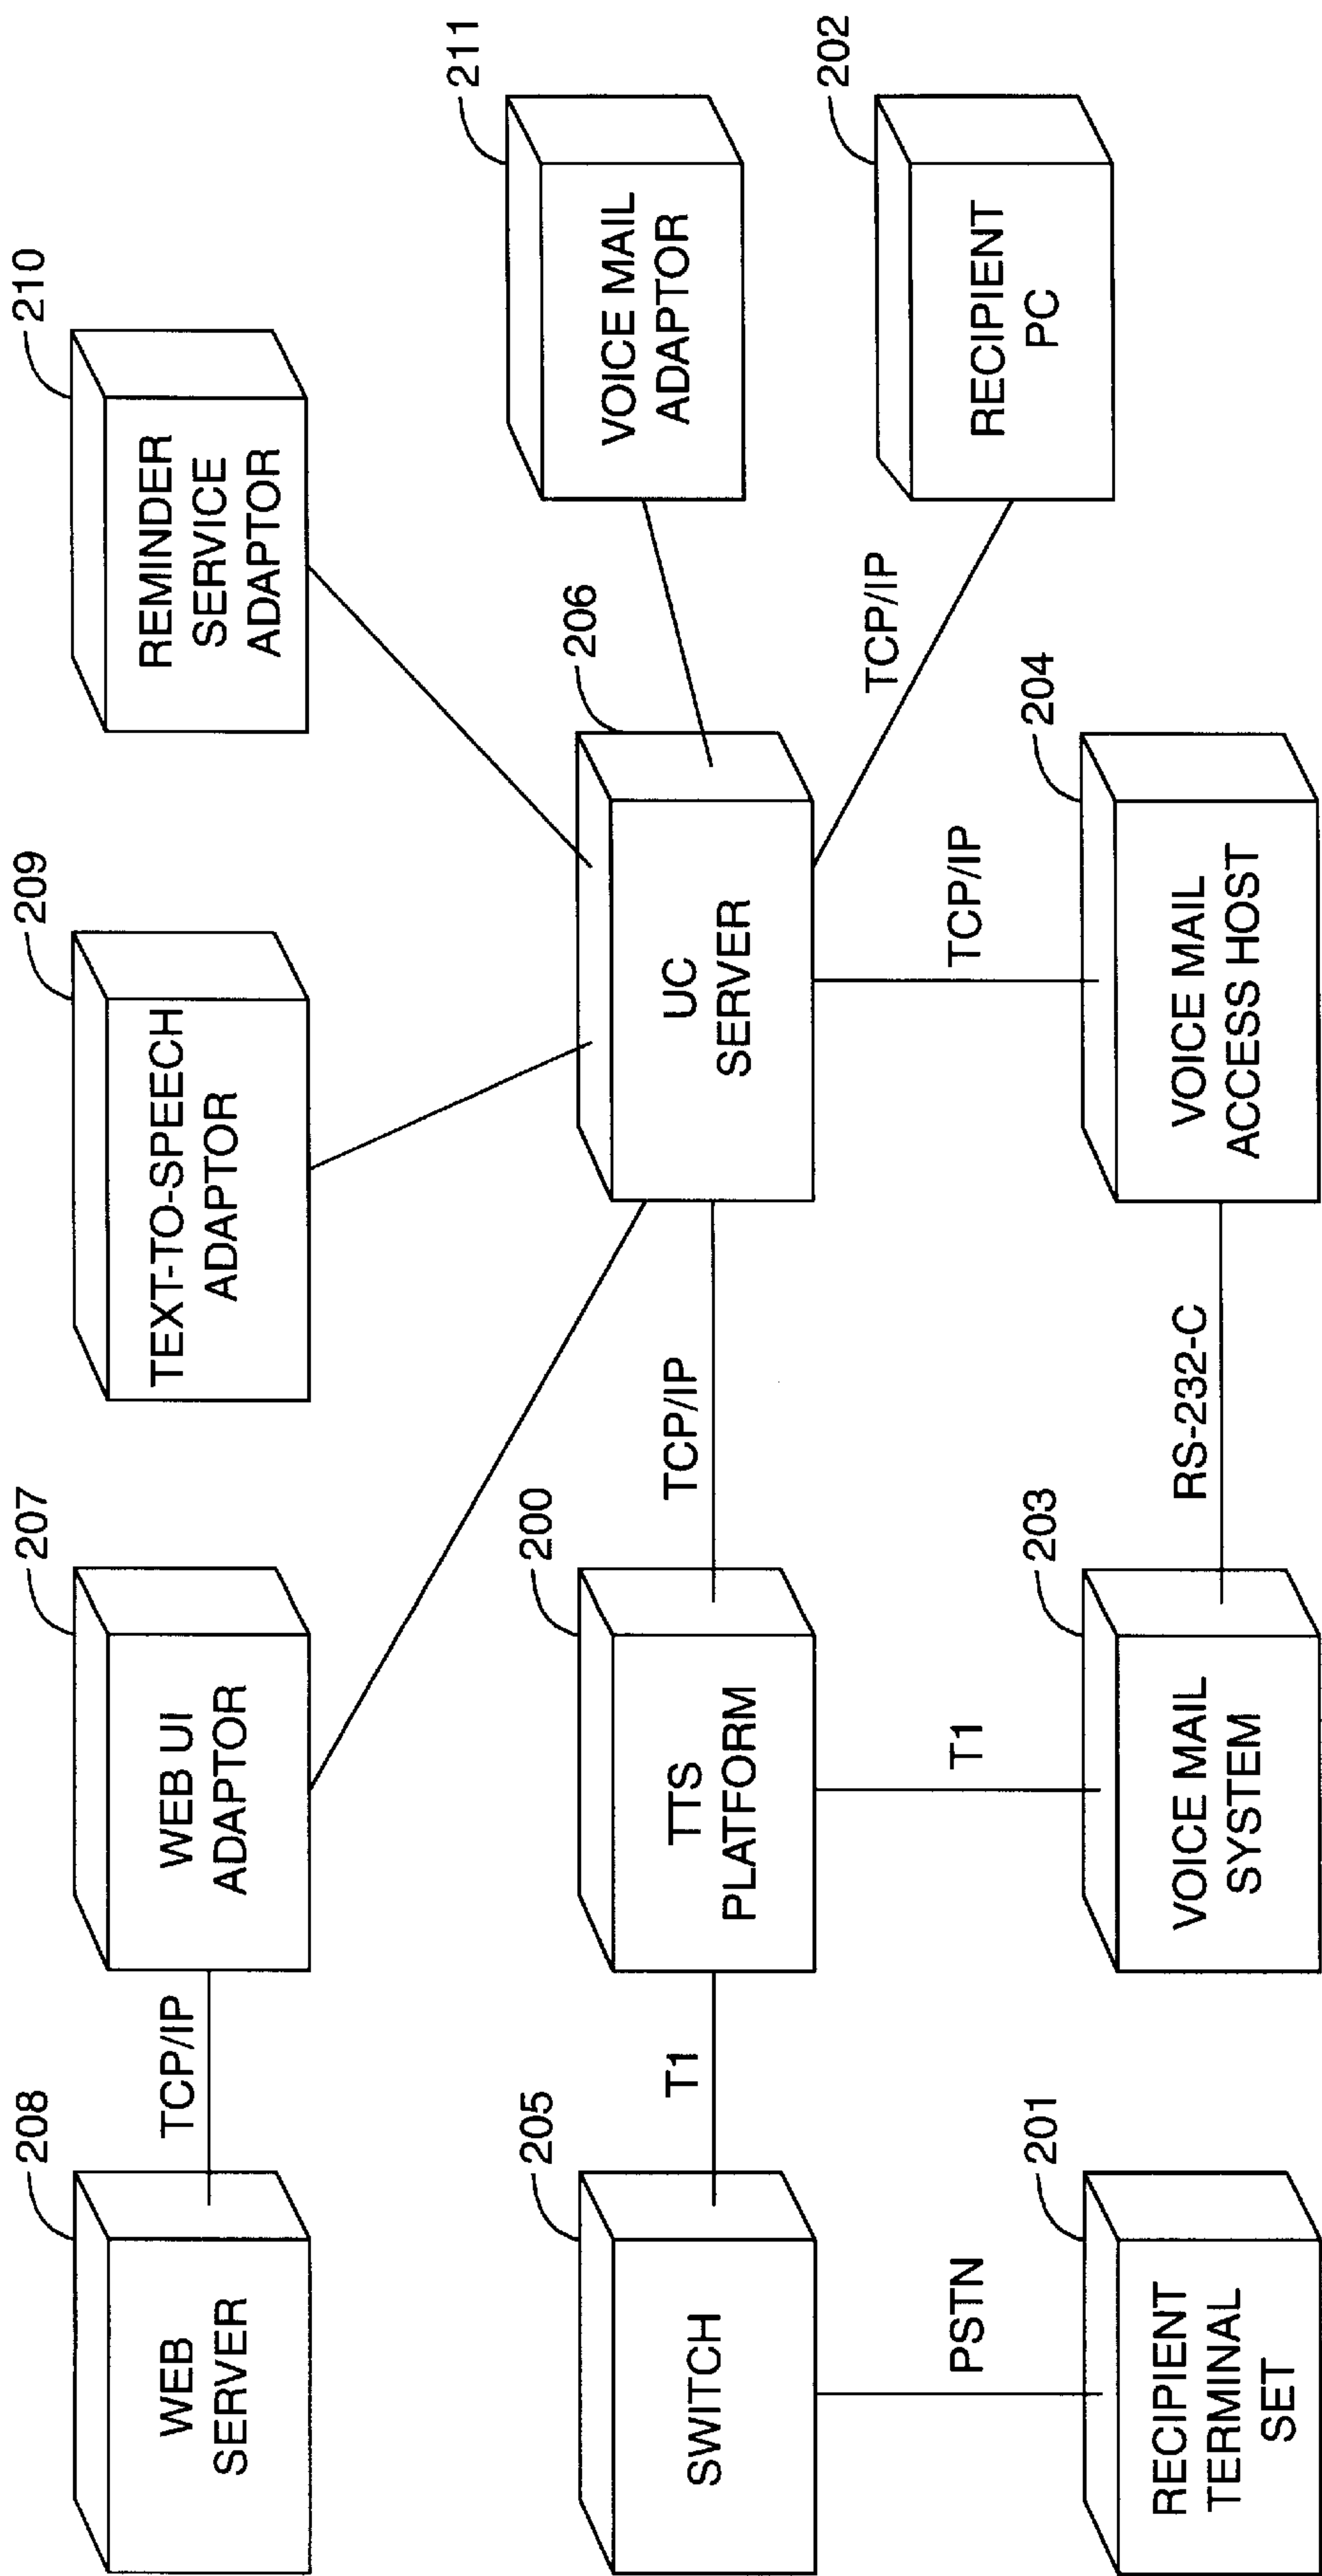 208
WEB
SERVER
TCP/IP
207
WEB UI
ADAPTOR
209
TEXT-TO-SPEECH
ADAPTOR
210
REMINDER
SERVICE
ADAPTOR
211
VOICE MAIL
ADAPTOR
205
SWITCH
T1
200
TTS
PLATFORM
TCP/IP
206
UC
SERVER
TCP/IP
202
RECIPIENT
PC
PSTN
T1
TCP/IP
201
RECIPIENT
TERMINAL
SET
203
VOICE MAIL
SYSTEM
RS-232-C
204
VOICE MAIL
ACCESS HOST